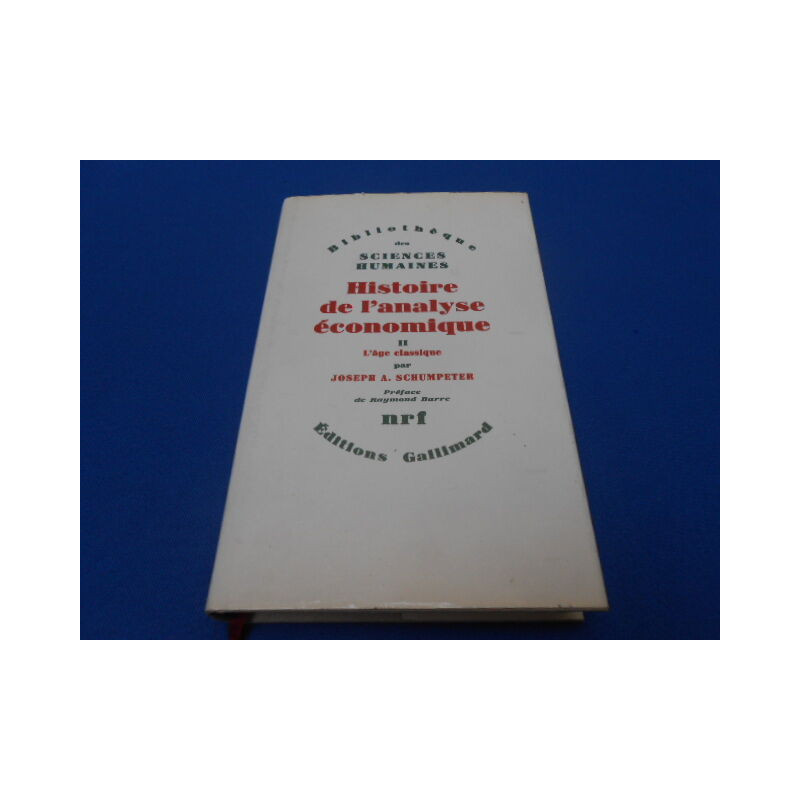 Bibliothèque
des
SCIENCES
HUMAINES
Histoire
de l'analyse
économique
II
L'âge classique
par
JOSEPH A. SCHUMPETER
Préface
de Raymond Barre
nrf
Éditions Gallimard